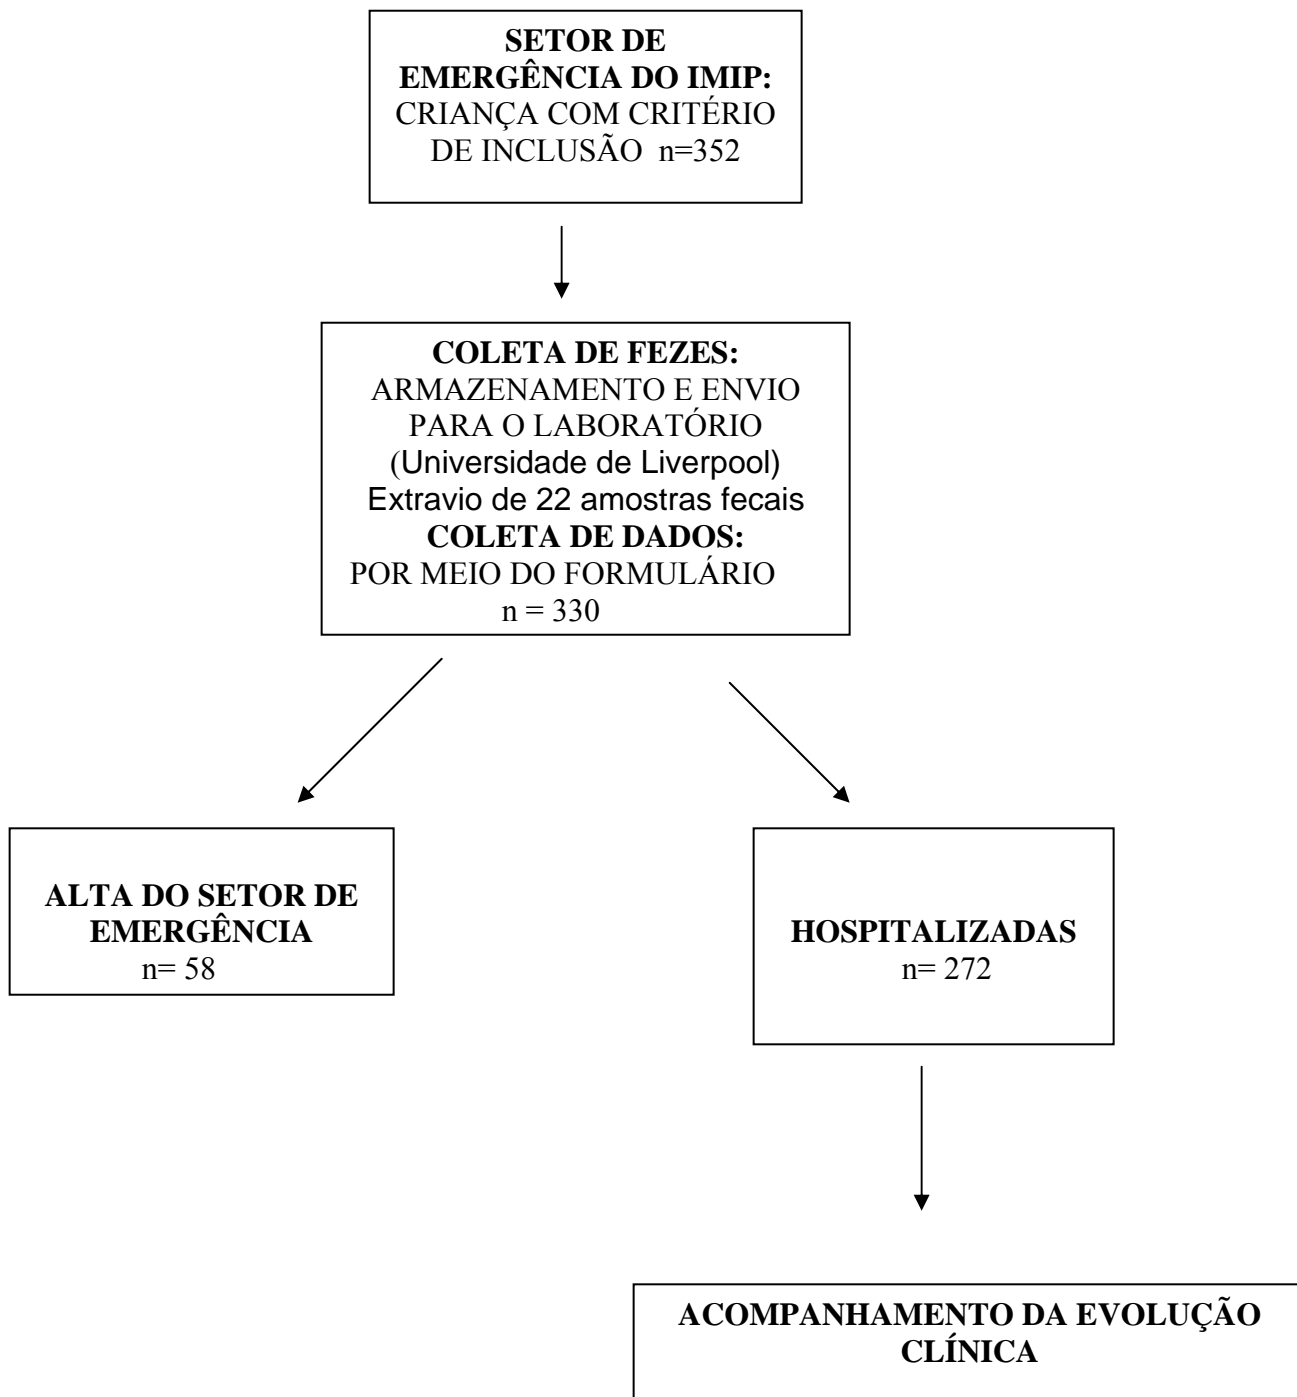 SETOR DE
EMERGÊNCIA DO IMIP:
CRIANÇA COM CRITÉRIO
DE INCLUSÃO n=352
COLETA DE FEZES:
ARMAZENAMENTO E ENVIO
PARA O LABORATÓRIO
(Universidade de Liverpool)
Extravio de 22 amostras fecais
COLETA DE DADOS:
POR MEIO DO FORMULÁRIO
n = 330
ALTA DO SETOR DE
EMERGÊNCIA
n= 58
HOSPITALIZADAS
n= 272
ACOMPANHAMENTO DA EVOLUÇÃO
CLÍNICA